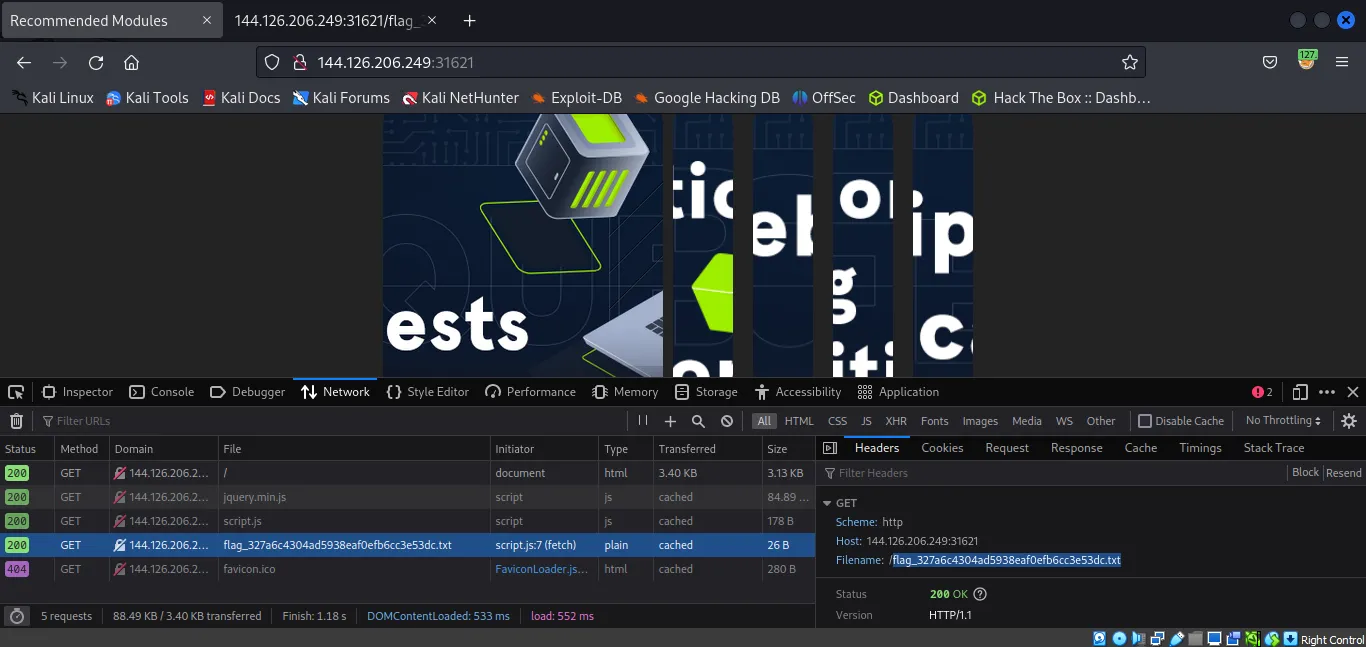 Recommended Modules
144.126.206.249:31621/flag_
144.126.206.249:31621
127
Kali Linux Kali Tools Kali Docs Kali Forums Kali NetHunter Exploit-DB Google Hacking DB OffSec Dashboard Hack The Box :: Dashb…
tio
eb
or
ip
g
ests
c
iti
Inspector Console Debugger Network Style Editor Performance Memory Storage Accessibility Application 2
Filter URLs All HTML CSS JS XHR Fonts Images Media WS Other Disable Cache No Throttling
Status Method Domain File Initiator Type Transferred Size
200 GET 144.126.206.2… / document html 3.40 KB 3.13 KB
200 GET 144.126.206.2… jquery.min.js script js cached 84.89 …
200 GET 144.126.206.2… script.js script js cached 178 B
200 GET 144.126.206.2… flag_327a6c4304ad5938eaf0efb6cc3e53dc.txt script.js:7 (fetch) plain cached 26 B
404 GET 144.126.206.2… favicon.ico FaviconLoader.js… html cached 280 B
5 requests 88.49 KB / 3.40 KB transferred Finish: 1.18 s DOMContentLoaded: 533 ms load: 552 ms
Headers Cookies Request Response Cache Timings Stack Trace
Filter Headers Block Resend
GET
Scheme: http
Host: 144.126.206.249:31621
Filename: /flag_327a6c4304ad5938eaf0efb6cc3e53dc.txt
Status 200 OK
Version HTTP/1.1
Right Control